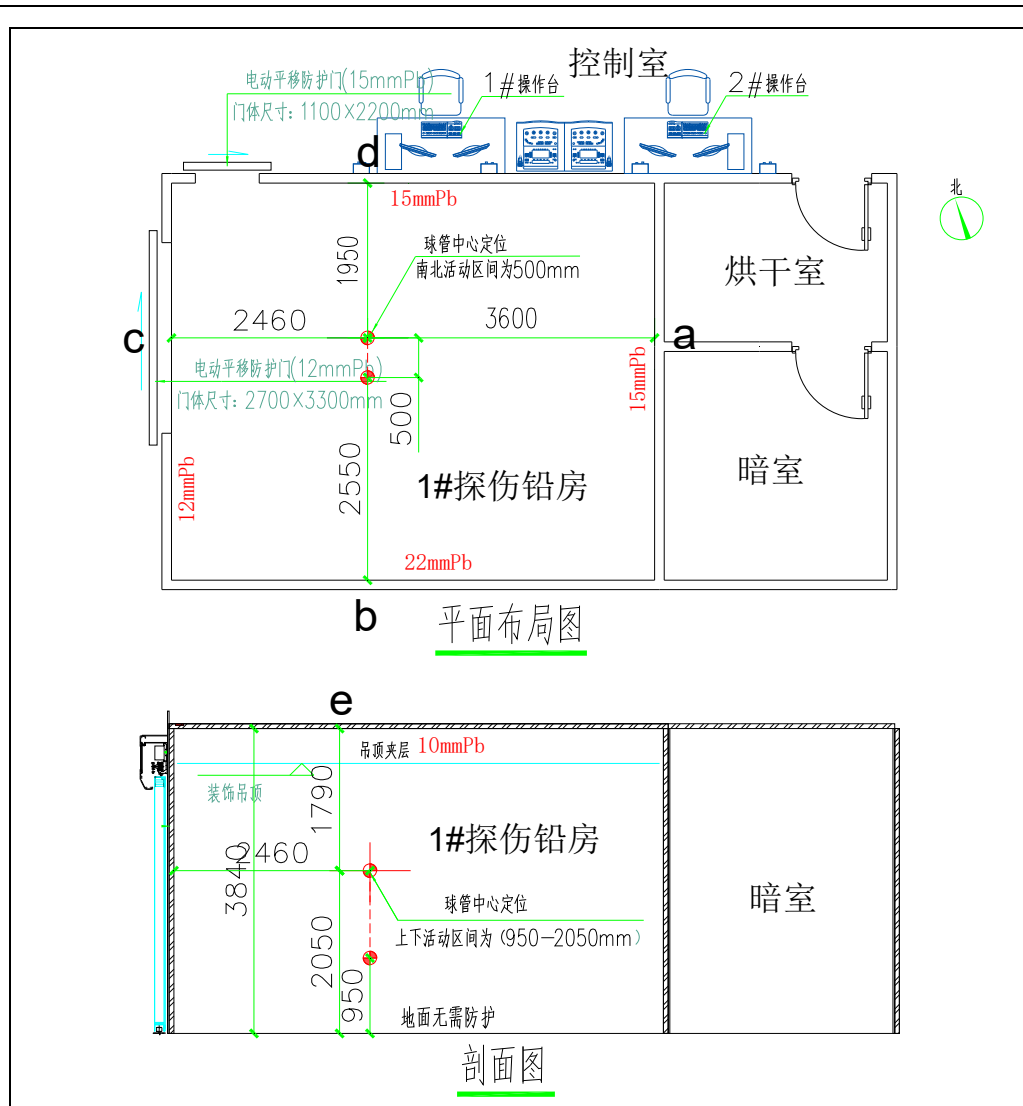 控制室
电动平移防护门(15mmPb)
门体尺寸：1100×2200mm
1#操作台
2#操作台
d
15mmPb
北
1950
球管中心定位
南北活动区间为500mm
烘干室
2460
3600
c
a
电动平移防护门(12mmPb)
门体尺寸：2700×3300mm
15mmPb
500
2550
12mmPb
1#探伤铅房
暗室
22mmPb
b
平面布局图
e
吊顶夹层
10mmPb
装饰吊顶
1790
1#探伤铅房
3840
2460
暗室
球管中心定位
上下活动区间为（950-2050mm）
2050
950
地面无需防护
剖面图